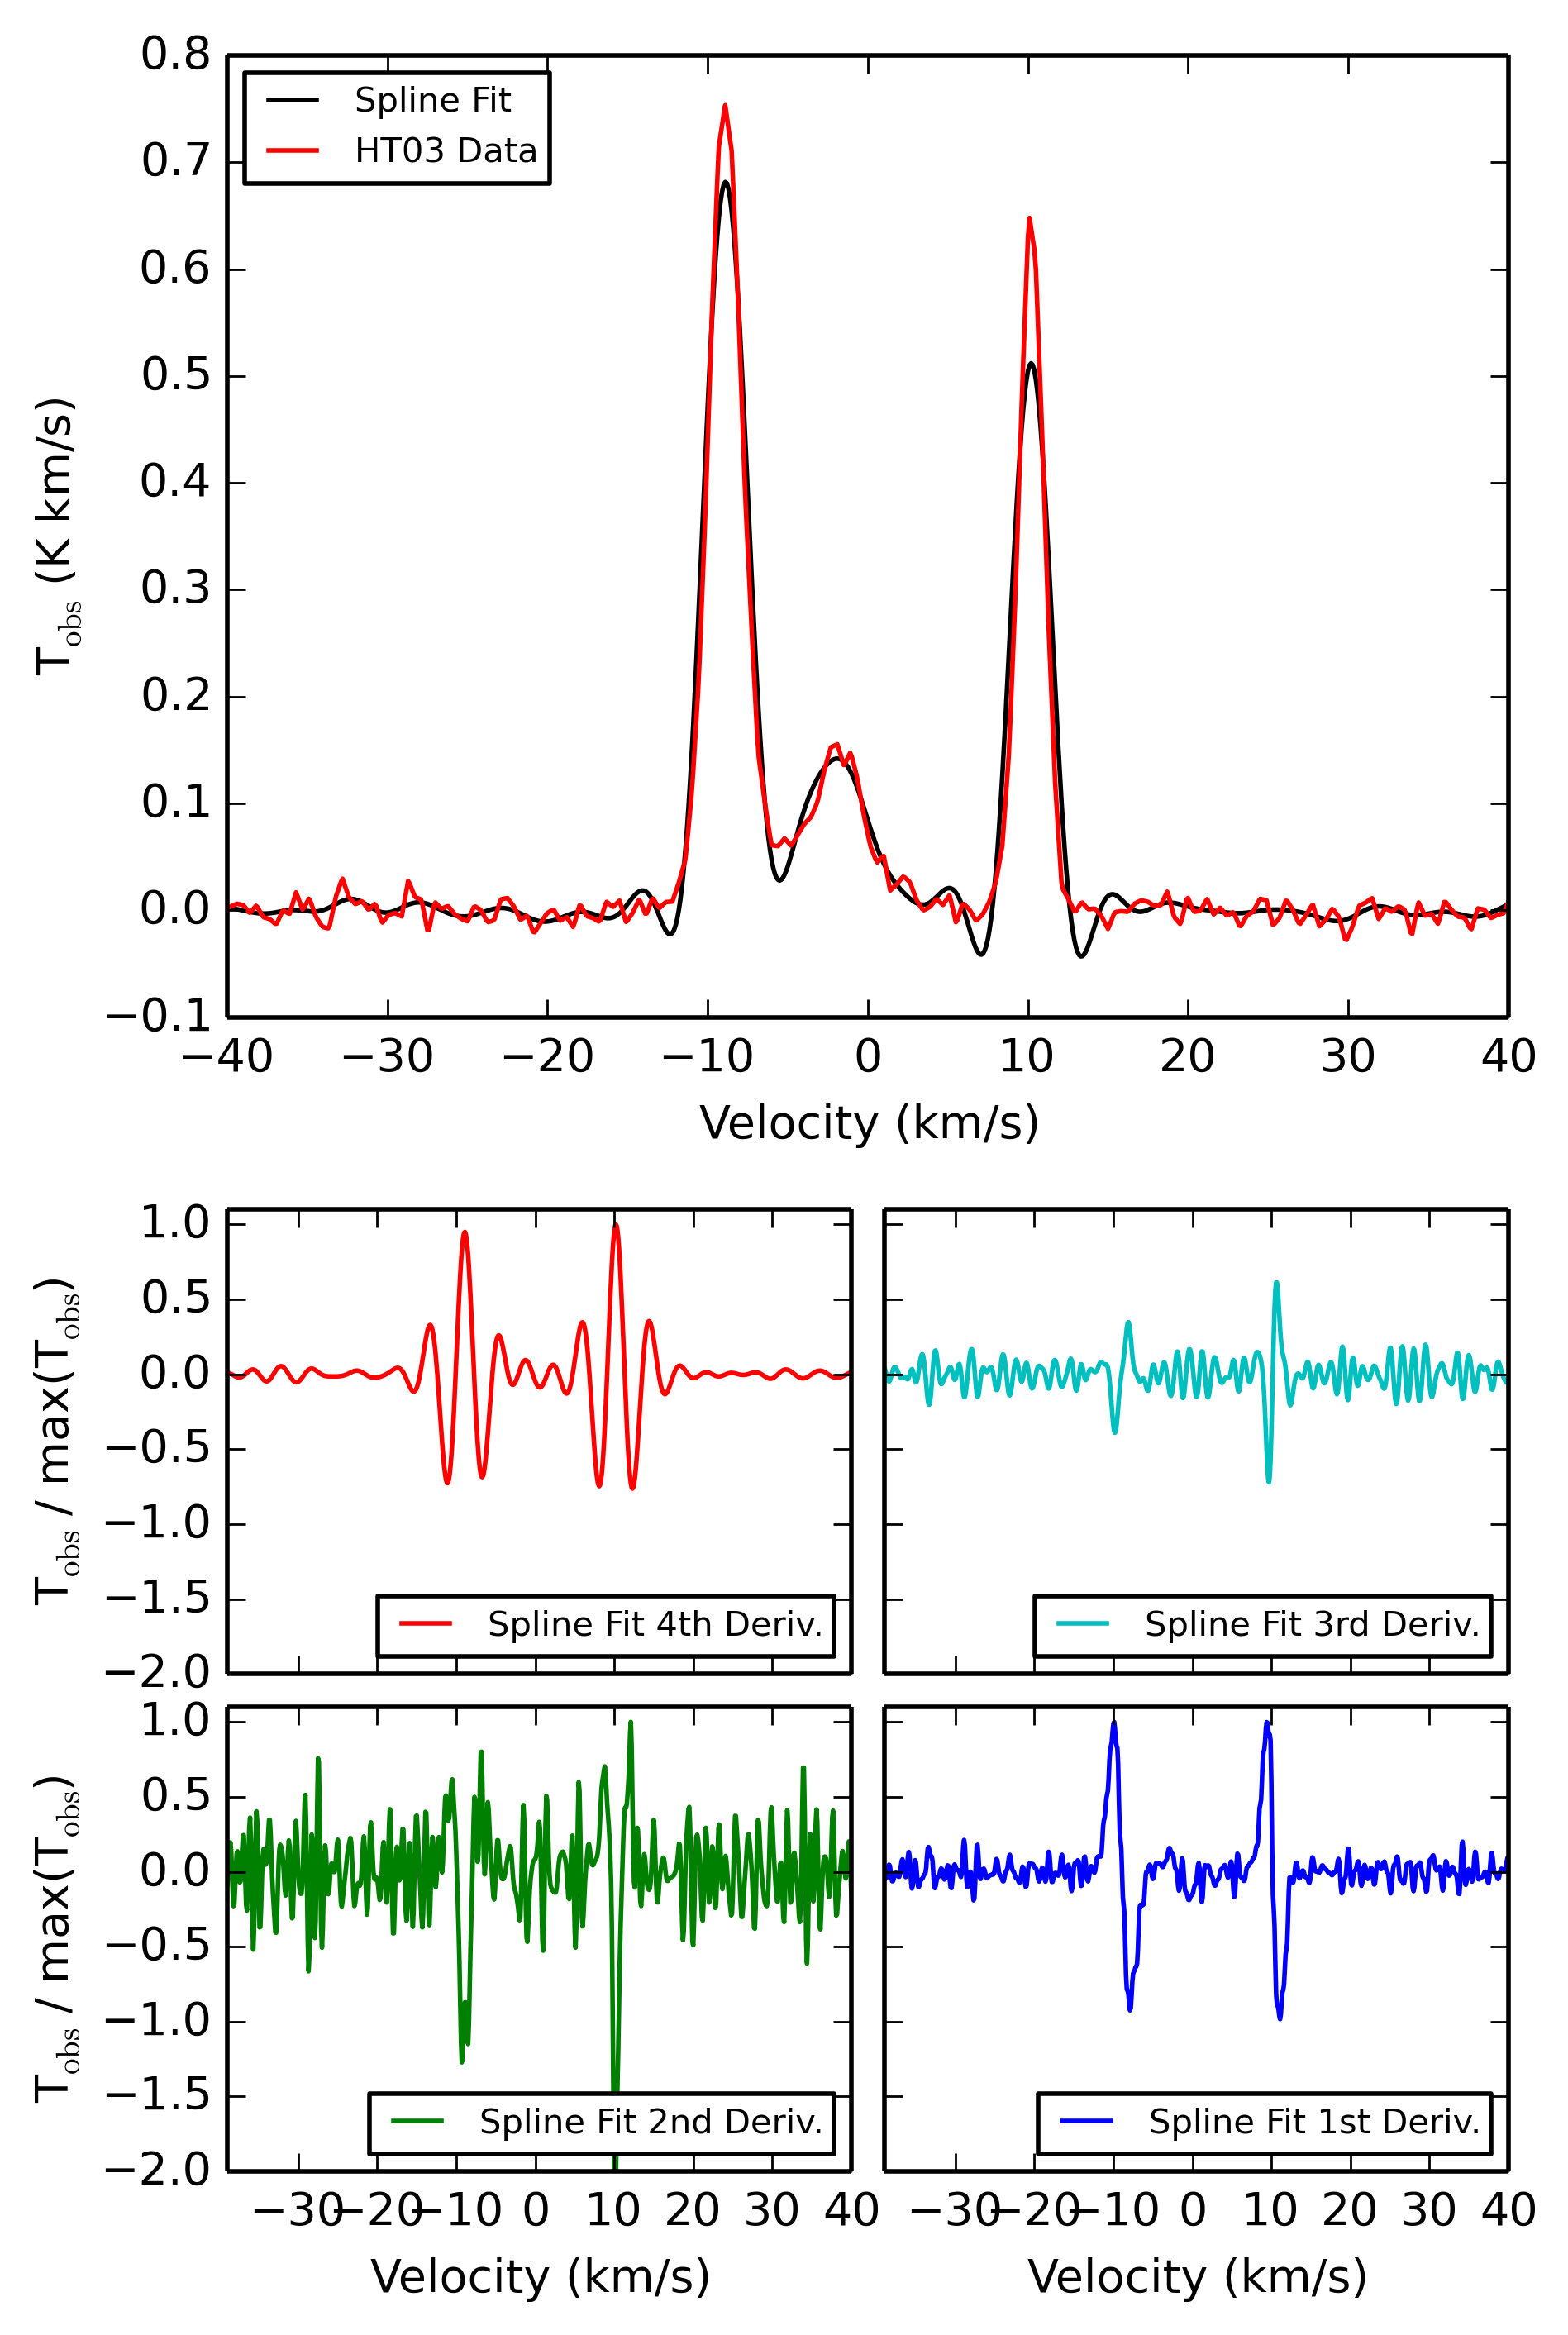 0.8
Spline Fit
HT03 Data
0.7
0.6
0.5
0.4
0.3
0.2
0.1
0.0
−0.1
T_obs (K km/s)
−40 −30 −20 −10 0 10 20 30 40
Velocity (km/s)
1.0
0.5
0.0
−0.5
−1.0
−1.5
−2.0
T_obs / max(T_obs)
Spline Fit 4th Deriv.
Spline Fit 3rd Deriv.
1.0
0.5
0.0
−0.5
−1.0
−1.5
−2.0
T_obs / max(T_obs)
Spline Fit 2nd Deriv.
Spline Fit 1st Deriv.
−30 −20 −10 0 10 20 30 40
−30 −20 −10 0 10 20 30 40
Velocity (km/s)
Velocity (km/s)